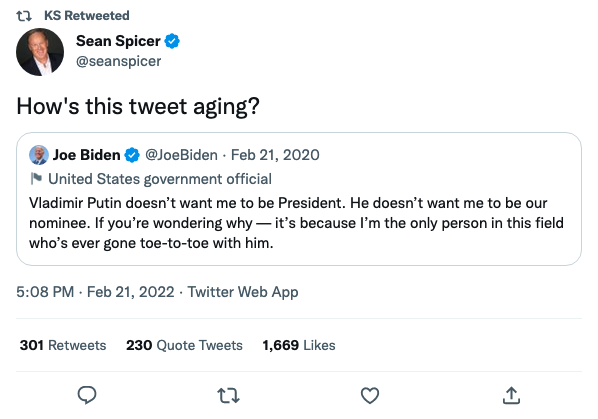 KS Retweeted
Sean Spicer
@seanspicer
How's this tweet aging?
Joe Biden @JoeBiden · Feb 21, 2020
United States government official
Vladimir Putin doesn’t want me to be President. He doesn’t want me to be our
nominee. If you’re wondering why — it’s because I’m the only person in this field
who’s ever gone toe-to-toe with him.
5:08 PM · Feb 21, 2022 · Twitter Web App
301 Retweets 230 Quote Tweets 1,669 Likes